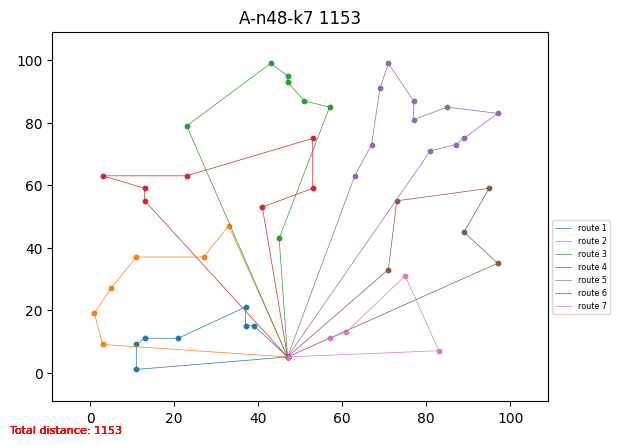 A-n48-k7 1153
100
80
60
40
20
0
0 20 40 60 80 100
route 1
route 2
route 3
route 4
route 5
route 6
route 7
Total distance: 1153